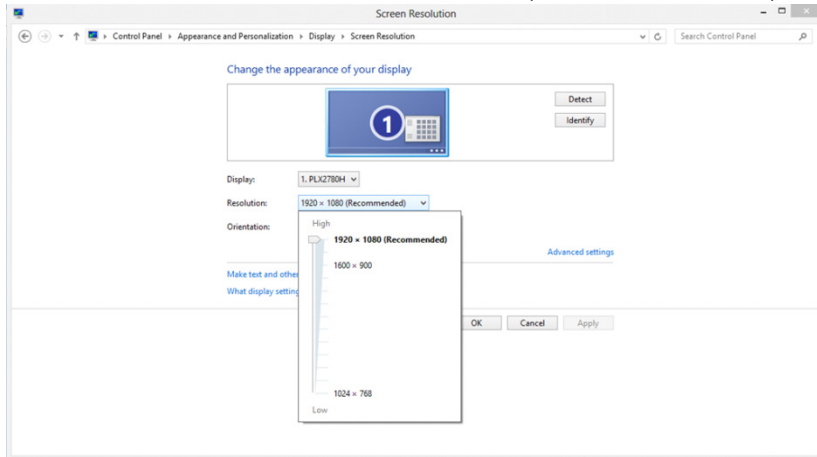 Screen Resolution
Control Panel ▸ Appearance and Personalization ▸ Display ▸ Screen Resolution
Search Control Panel
Change the appearance of your display
1
Detect
Identify
Display: 1. PLX2780H
Resolution: 1920 × 1080 (Recommended)
Orientation:
High
1920 × 1080 (Recommended)
Advanced settings
1600 × 900
Make text and other
What display setting
OK Cancel Apply
1024 × 768
Low